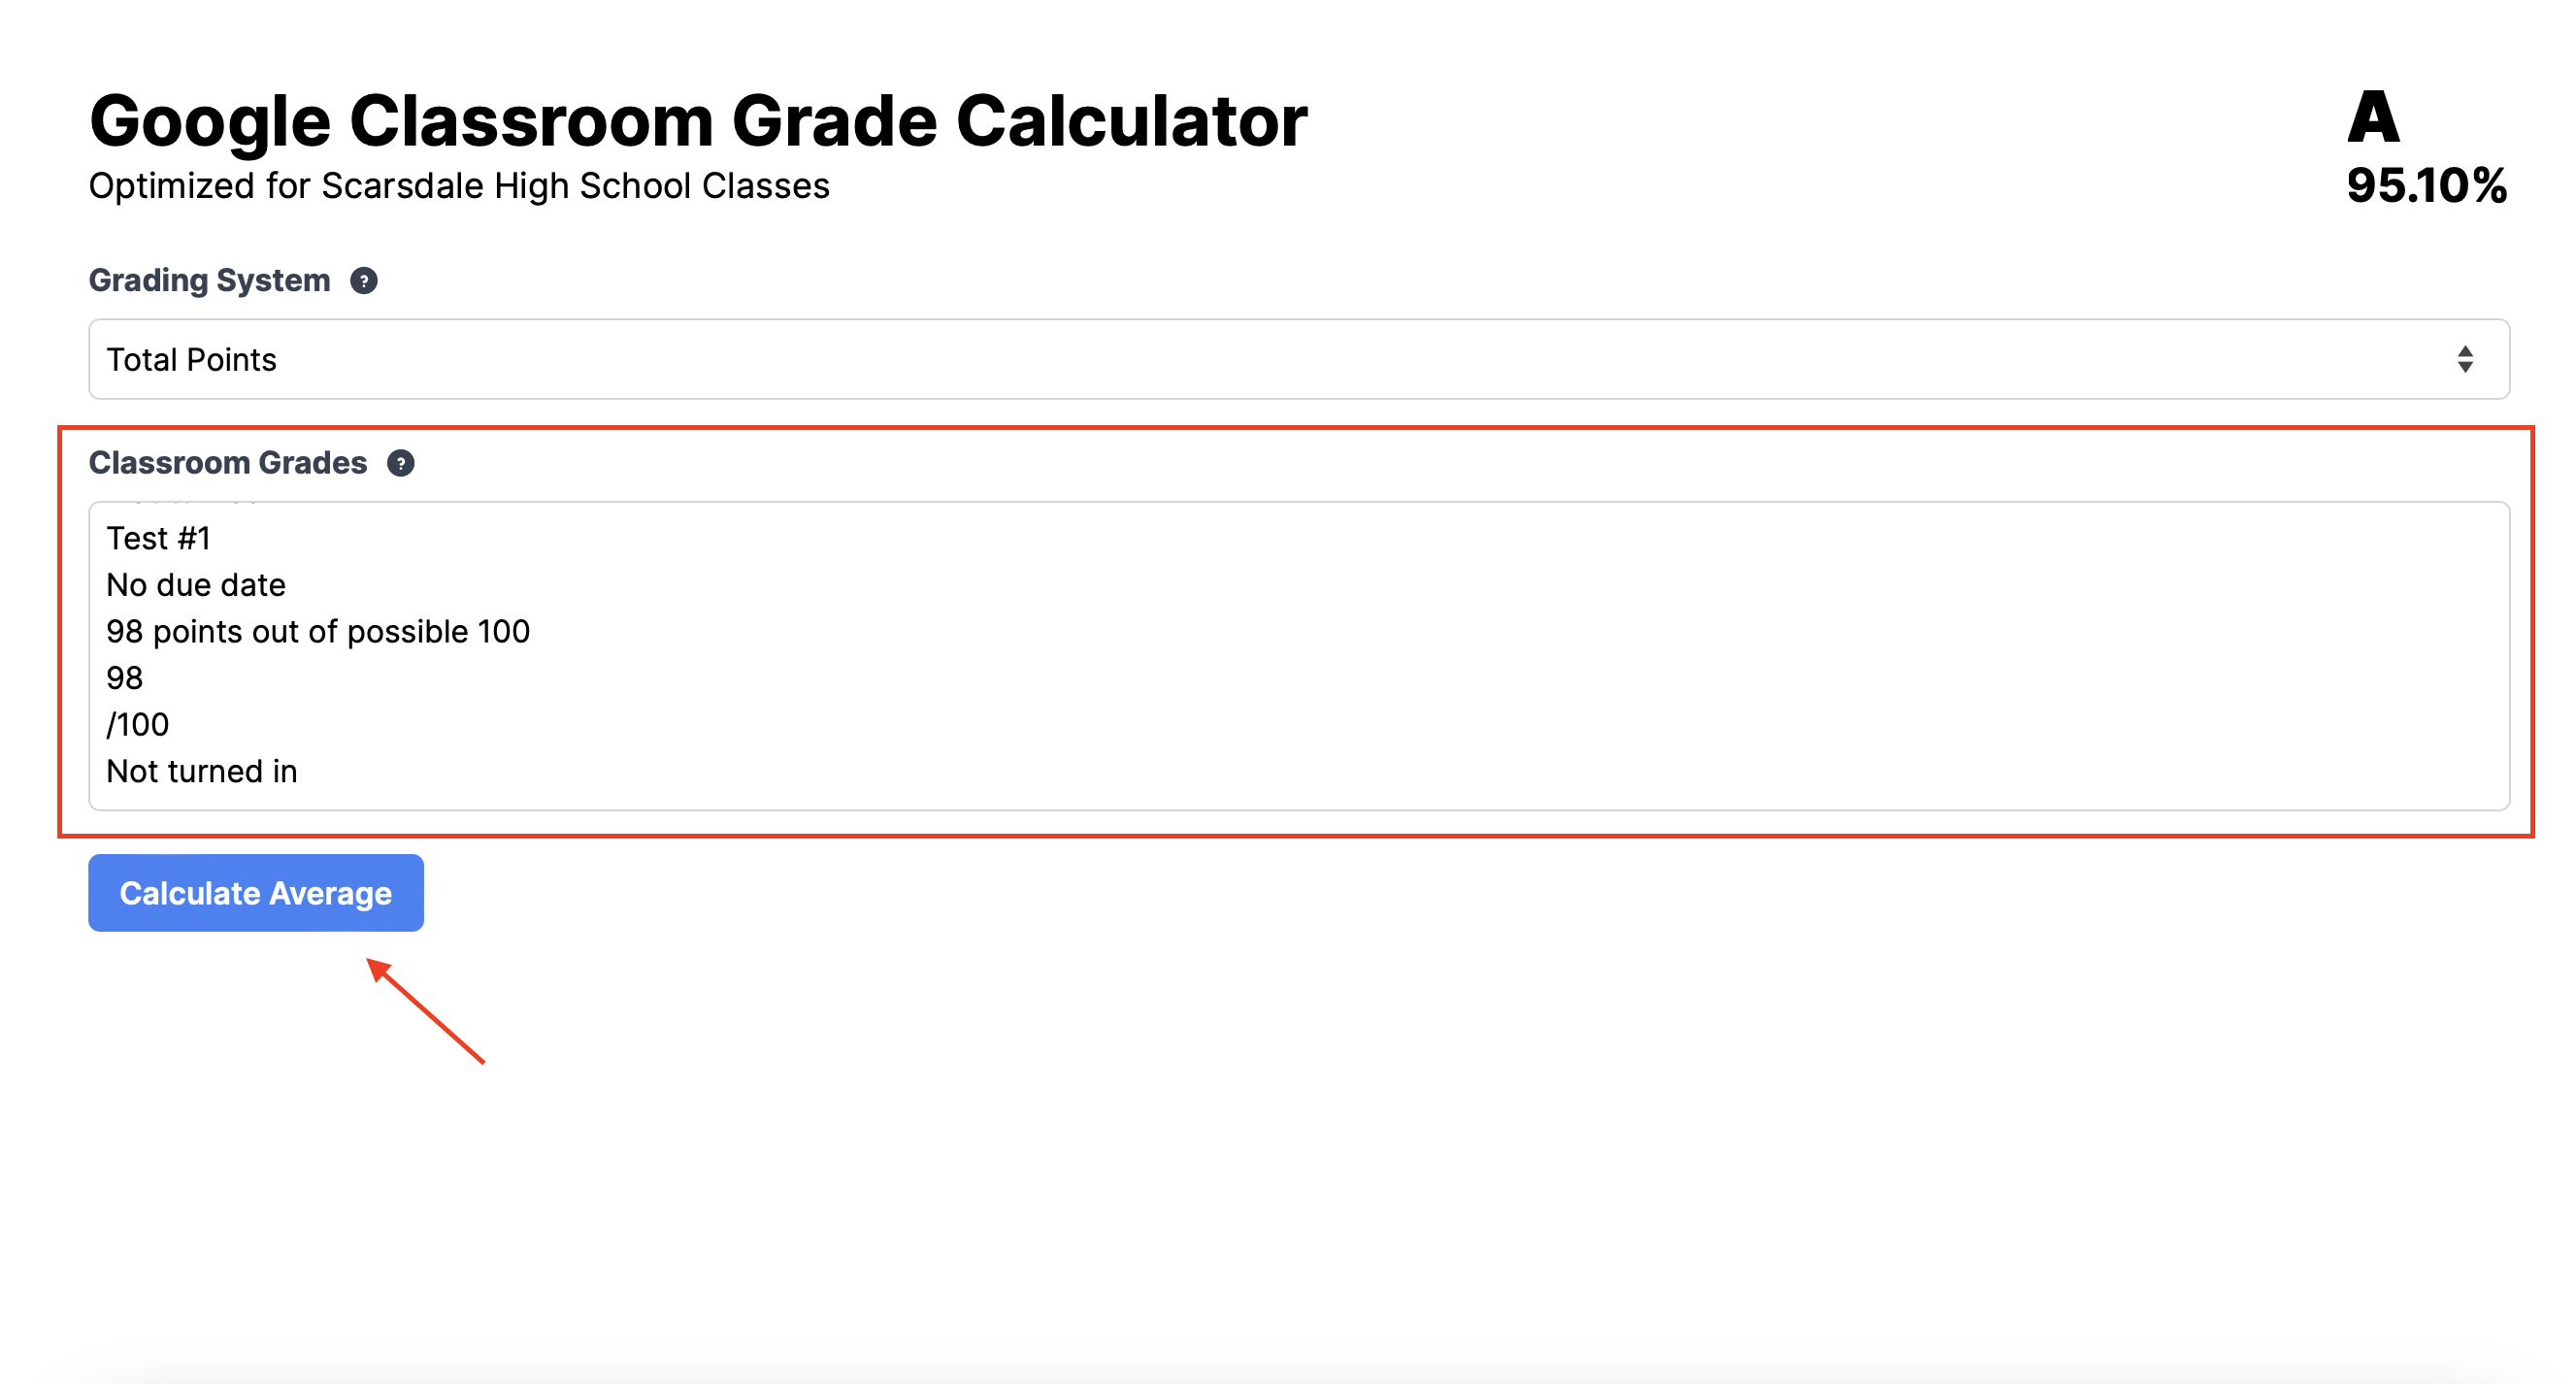 Google Classroom Grade Calculator
A
Optimized for Scarsdale High School Classes
95.10%
Grading System ?
Total Points
Classroom Grades ?
Test #1
No due date
98 points out of possible 100
98
/100
Not turned in
Calculate Average